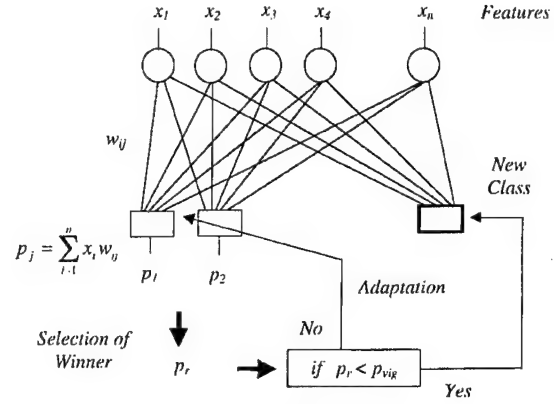 x1 x2 x3 x4 xn Features
wij
New
Class
pj = n∑i=1 xi wij
p1 p2
Adaptation
No
Selection of
Winner
pr
if pr < pvig
Yes